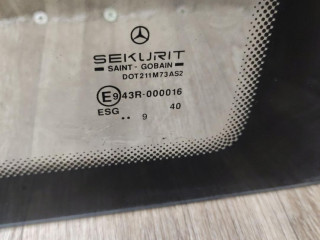 SEKURIT
SAINT - GOBAIN
DOT211M73AS2
E9 43R-000016
ESG
40
.. 9